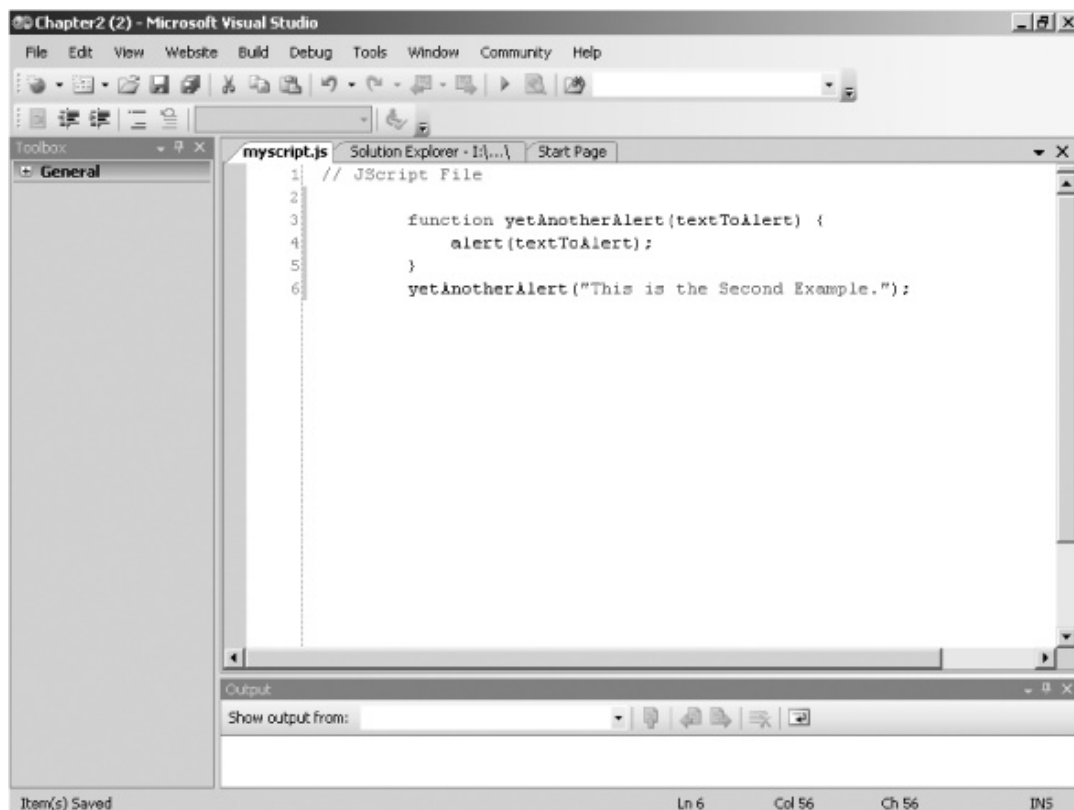 Chapter2 (2) - Microsoft Visual Studio
File Edit View Website Build Debug Tools Window Community Help
Toolbox
General
myscript.js Solution Explorer - I:\...\ Start Page
1 // JScript File
2
3 function yetAnotherAlert(textToAlert) {
4 alert(textToAlert);
5 }
6 yetAnotherAlert("This is the Second Example.");
Output
Show output from:
Item(s) Saved Ln 6 Col 56 Ch 56 INS